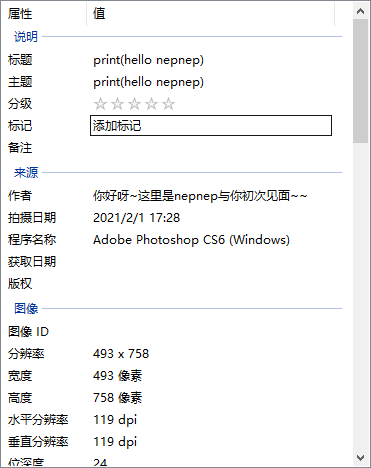 属性 值
说明
标题 print(hello nepnep)
主题 print(hello nepnep)
分级
标记 添加标记
备注
来源
作者 你好呀~这里是nepnep与你初次见面~~
拍摄日期 2021/2/1 17:28
程序名称 Adobe Photoshop CS6 (Windows)
获取日期
版权
图像
图像 ID
分辨率 493 x 758
宽度 493 像素
高度 758 像素
水平分辨率 119 dpi
垂直分辨率 119 dpi
位深度 24